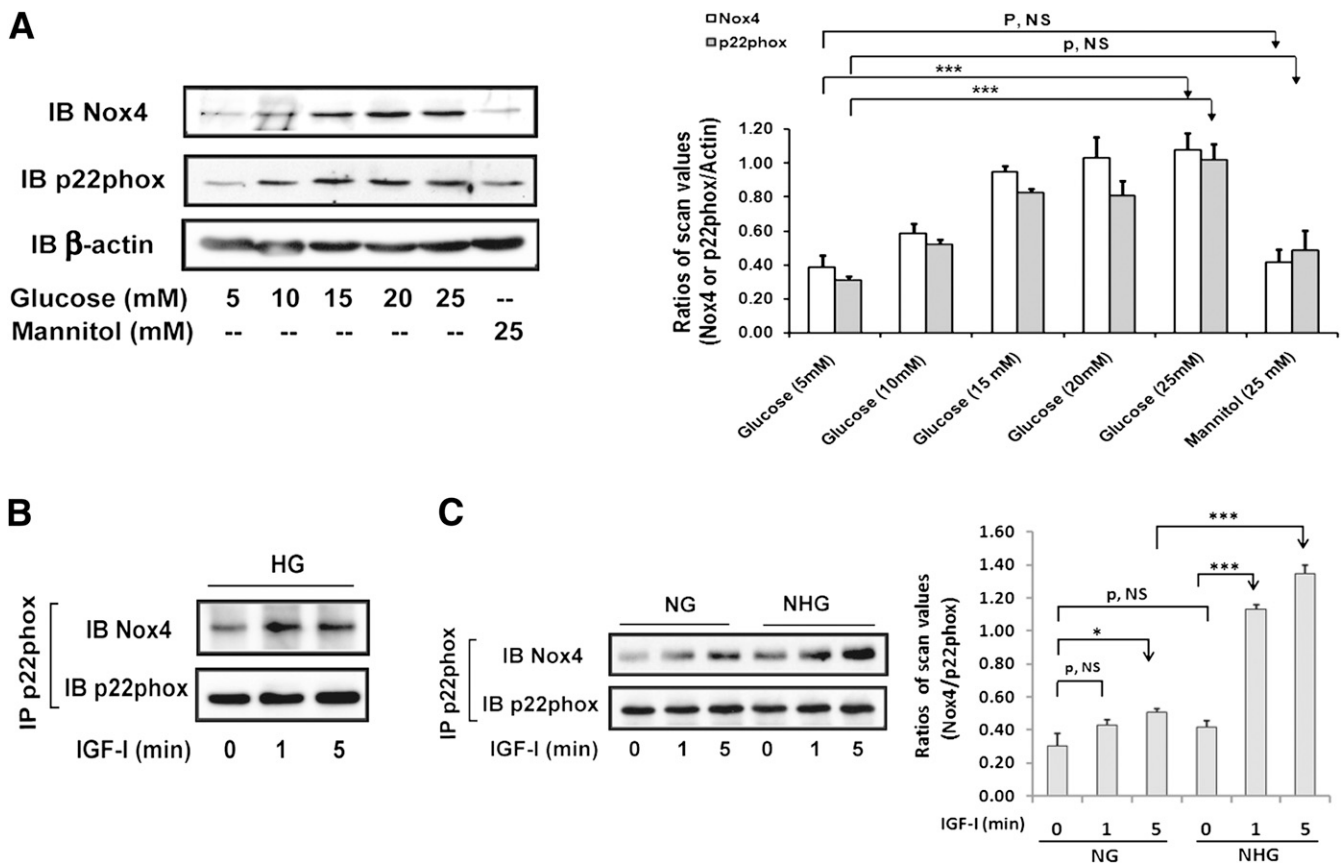 A
IB Nox4
IB p22phox
IB β-actin
Glucose (mM) 5 10 15 20 25 --
Mannitol (mM) -- -- -- -- -- 25
Nox4
p22phox
P, NS
p, NS
***
***
Ratios of scan values
(Nox4 or p22phox/Actin)
1.20
1.00
0.80
0.60
0.40
0.20
0.00
Glucose (5mM)
Glucose (10mM)
Glucose (15 mM)
Glucose (20mM)
Glucose (25mM)
Mannitol (25 mM)
B
HG
IP p22phox
IB Nox4
IB p22phox
IGF-I (min) 0 1 5
C
NG NHG
IP p22phox
IB Nox4
IB p22phox
IGF-I (min) 0 1 5 0 1 5
Ratios of scan values
(Nox4/p22phox)
1.60
1.40
1.20
1.00
0.80
0.60
0.40
0.20
0.00
***
***
p, NS
*
p, NS
IGF-I (min) 0 1 5 0 1 5
NG NHG